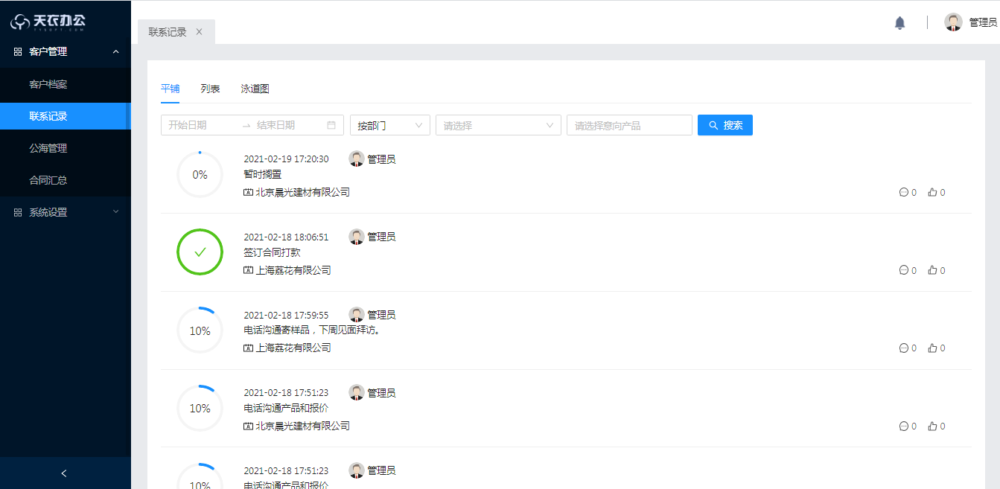 天衣办公
客户管理
客户档案
联系记录
公海管理
合同汇总
系统设置
联系记录
管理员
平铺 列表 泳道图
开始日期 结束日期 按部门 请选择 请选择意向产品 搜索
0%
2021-02-19 17:20:30 管理员
暂时搁置
北京晨光建材有限公司 0 0
2021-02-18 18:06:51 管理员
签订合同打款
上海荔花有限公司 0 0
10%
2021-02-18 17:59:55 管理员
电话沟通寄样品，下周见面拜访。
上海荔花有限公司 0 0
10%
2021-02-18 17:51:23 管理员
电话沟通产品和报价
北京晨光建材有限公司 0 0
10%
2021-02-18 17:51:23 管理员
电话沟通产品和报价